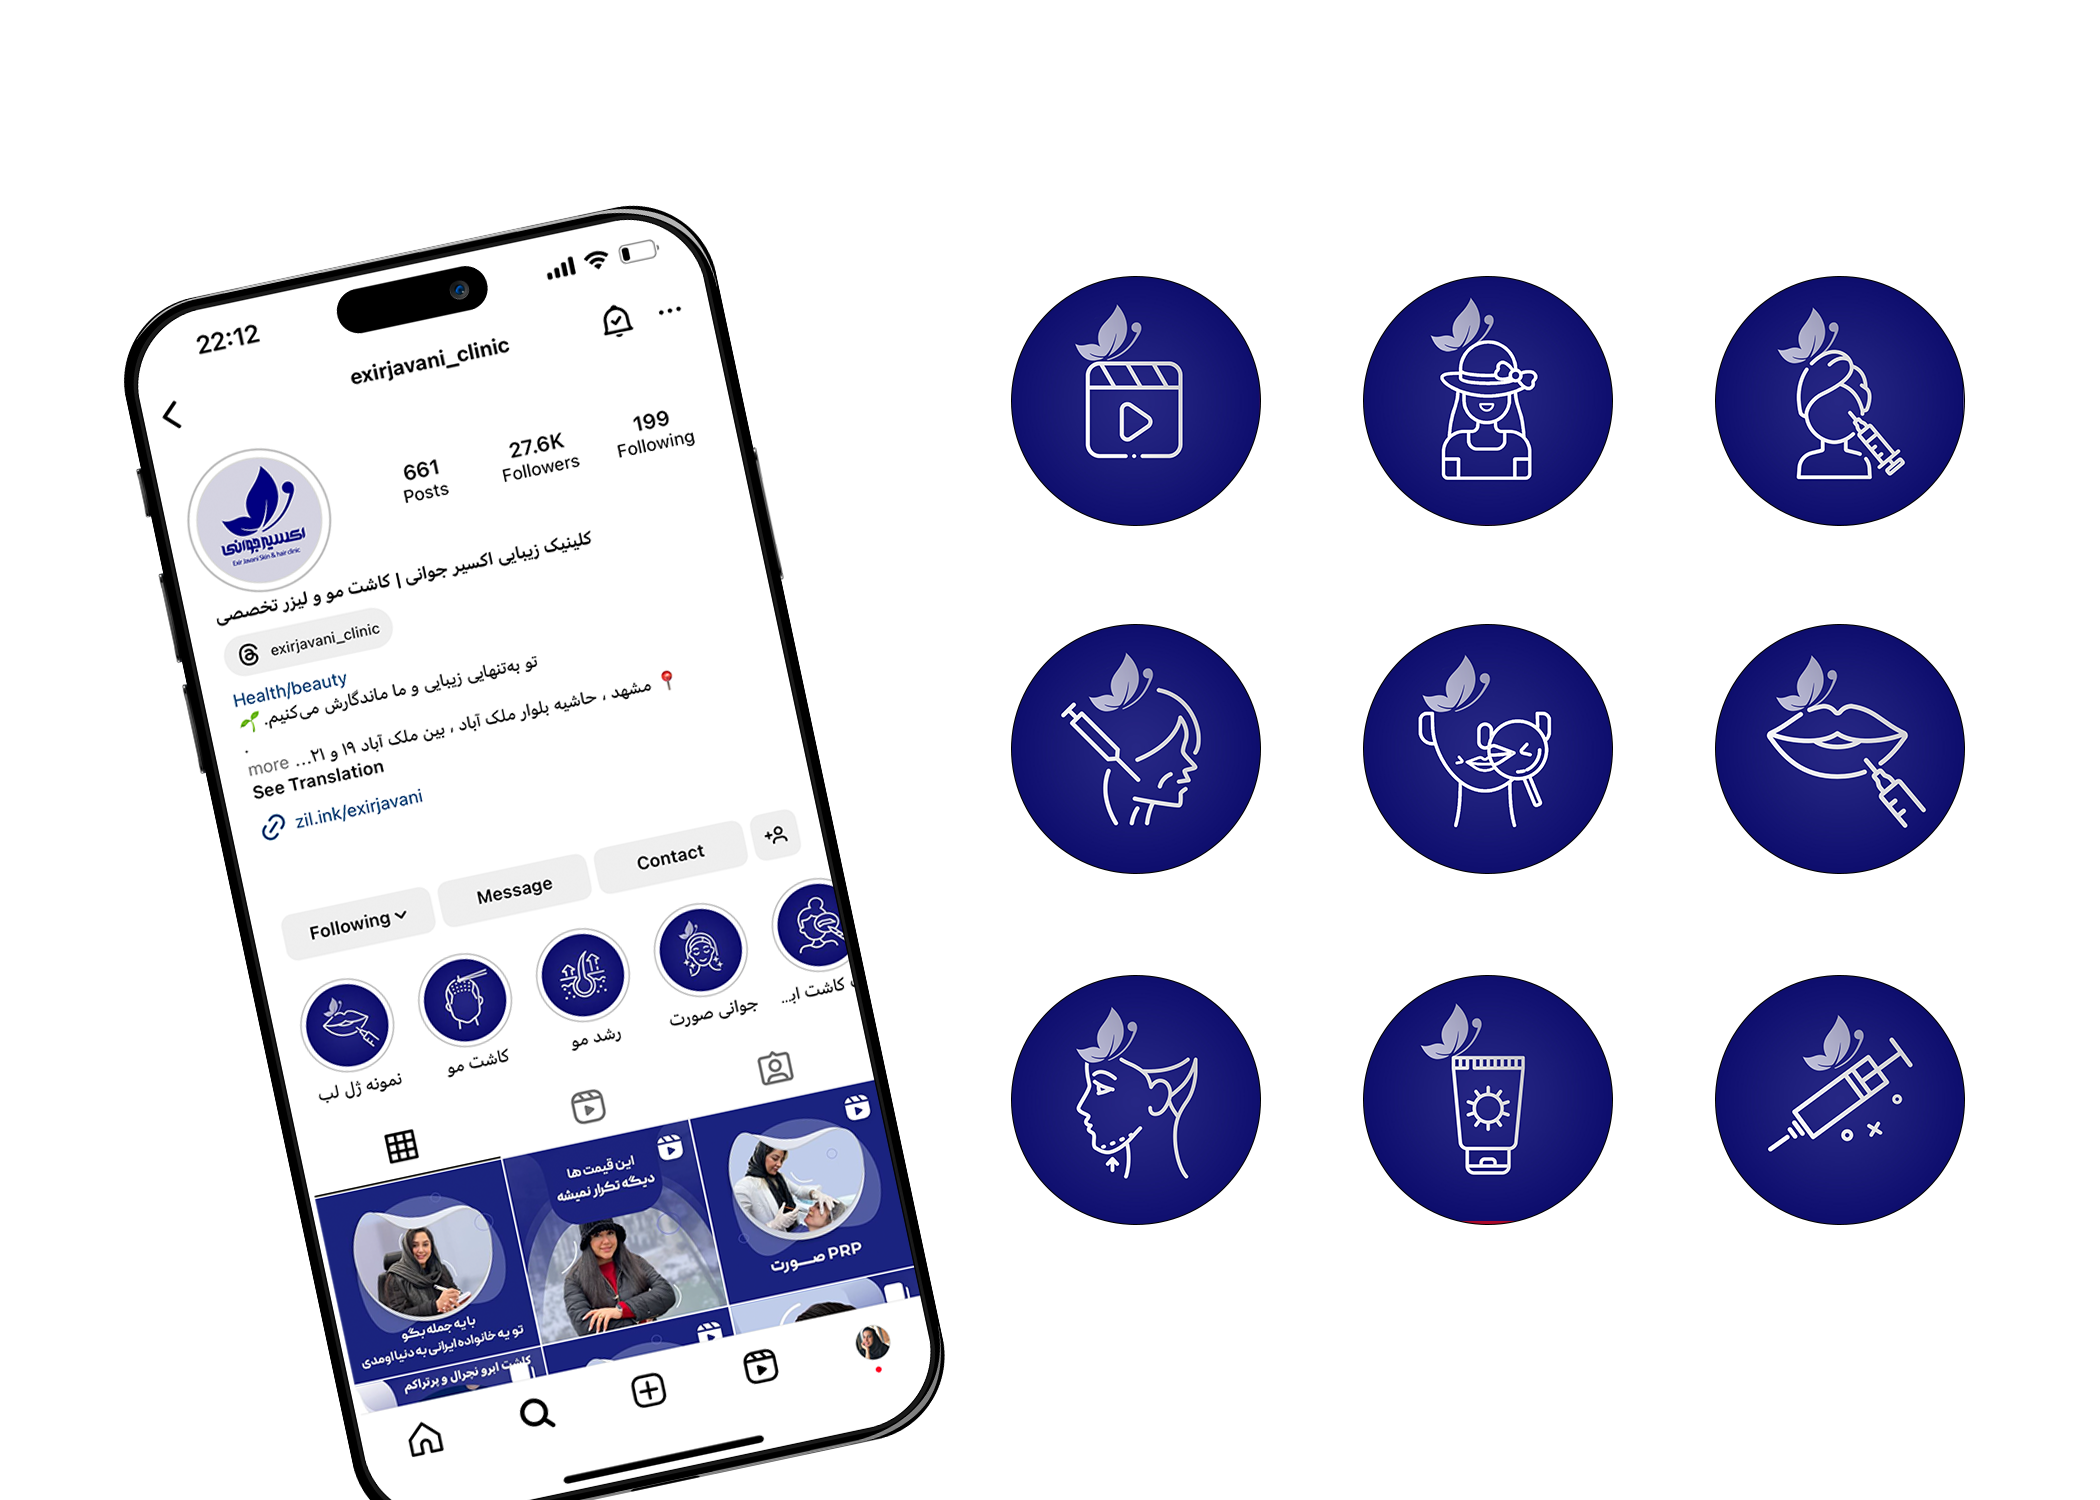 22:12
exirjavani_clinic
661
Posts
27.6K
Followers
199
Following
اکسیر جوانی
Exir Javani Skin & hair clinic
کلینیک زیبایی اکسیر جوانی | کاشت مو و لیزر تخصصی
exirjavani_clinic
Health/beauty
تو به‌تنهایی زیبایی و ما ماندگارش می‌کنیم. 🌱
📍 مشهد ، حاشیه بلوار ملک آباد ، بین ملک آباد ۱۹ و ۲۱... more
.
See Translation
zil.ink/exirjavani
Following
Message
Contact
نمونه ژل لب
کاشت مو
رشد مو
جوانی صورت
کاشت ابـ...
با یه جمله بگو
تو یه خانواده ایرانی به دنیا اومدی
این قیمت ها
دیگه تکرار نمیشه
PRP صـورت
کاشت ابرو نچرال و پرتراکم